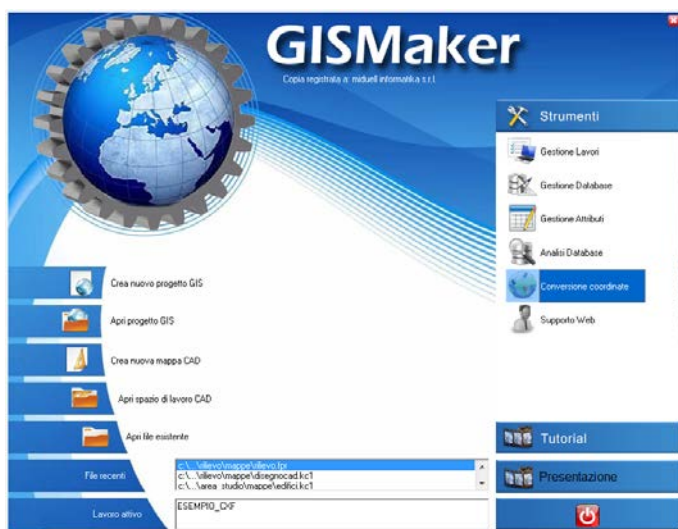 GISMaker
Copia registrata a: miduell informatika s.r.l.
Strumenti
Gestione Lavori
Gestione Database
Gestione Attributi
Analisi Database
Conversione coordinate
Supporto Web
Crea nuovo progetto GIS
Apri progetto GIS
Crea nuova mappa CAD
Apri spazio di lavoro CAD
Apri file esistente
File recenti
c:\...\rilievo\mappe\rilievo.fpr
c:\...\rilievo\mappe\disegnocad.kc1
c:\...\area_studio\mappe\edifici.kc1
Lavoro attivo
ESEMPIO_CXF
Tutorial
Presentazione